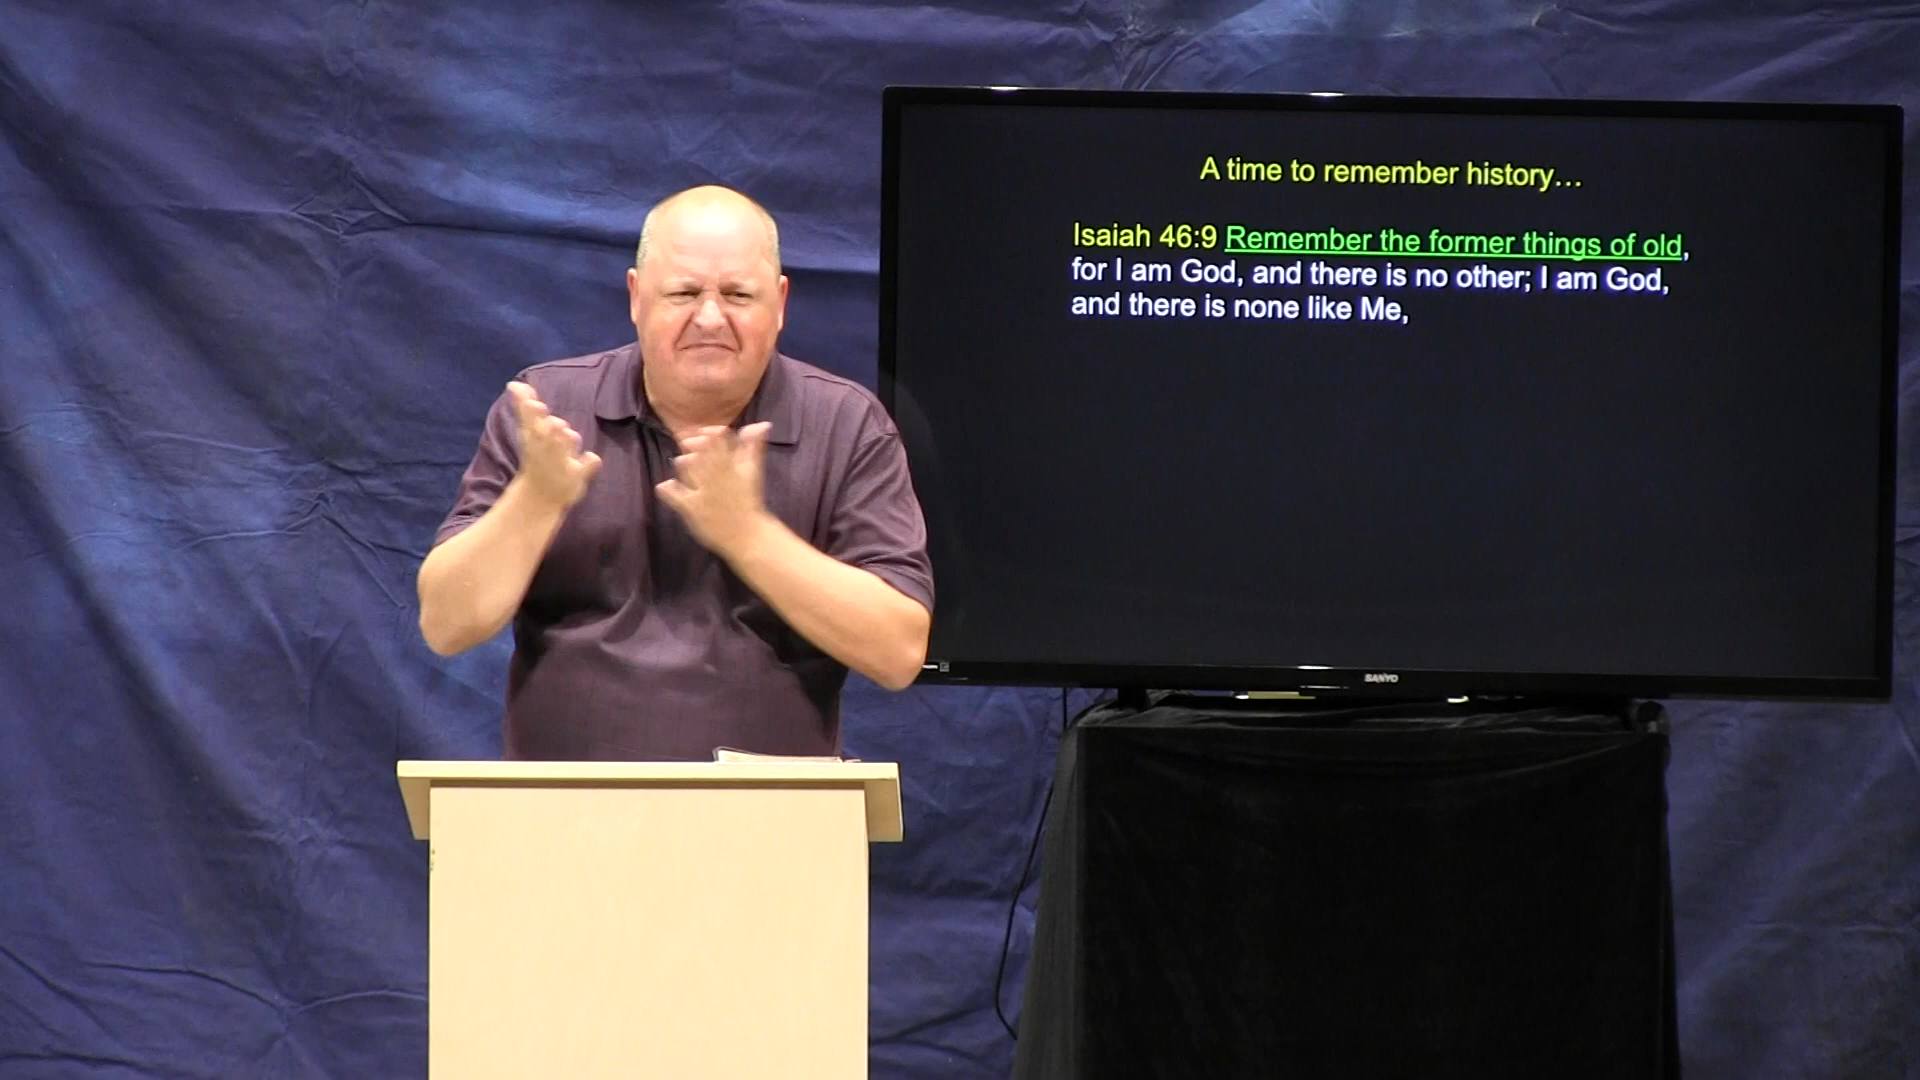 A time to remember history…
Isaiah 46:9 Remember the former things of old,
for I am God, and there is no other; I am God,
and there is none like Me,
SANYO